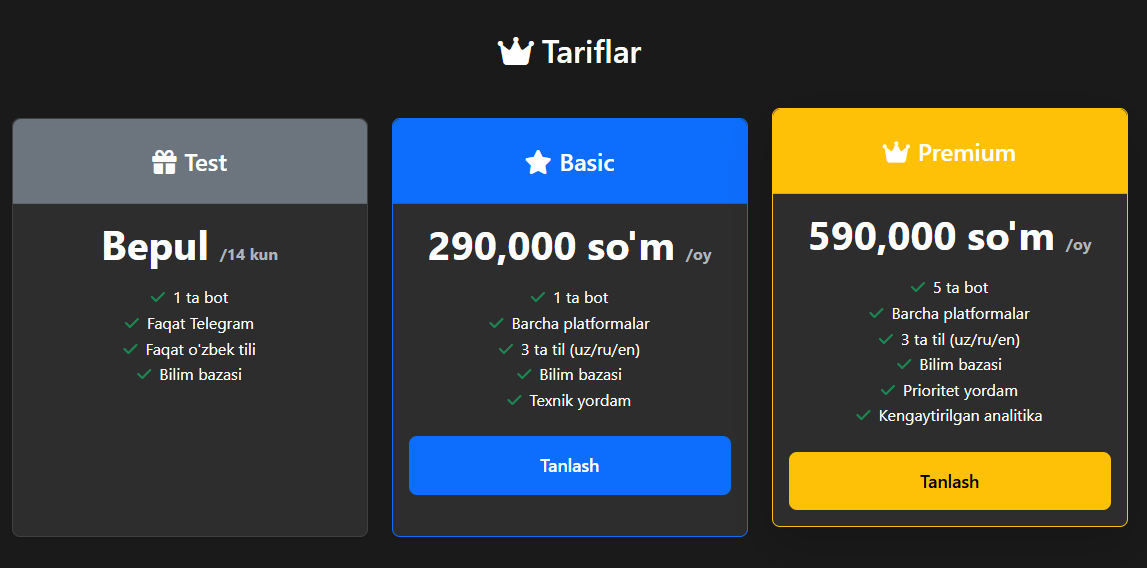 Tariflar
Test
Bepul /14 kun
1 ta bot
Faqat Telegram
Faqat o'zbek tili
Bilim bazasi
Basic
290,000 so'm /oy
1 ta bot
Barcha platformalar
3 ta til (uz/ru/en)
Bilim bazasi
Texnik yordam
Tanlash
Premium
590,000 so'm /oy
5 ta bot
Barcha platformalar
3 ta til (uz/ru/en)
Bilim bazasi
Prioritet yordam
Kengaytirilgan analitika
Tanlash